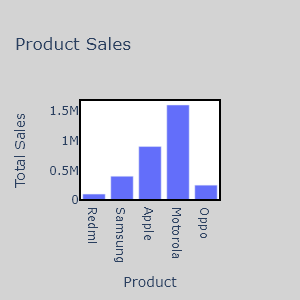 Product Sales
Total Sales
1.5M
1M
0.5M
0
RedmI
Samsung
Apple
Motorola
Oppo
Product